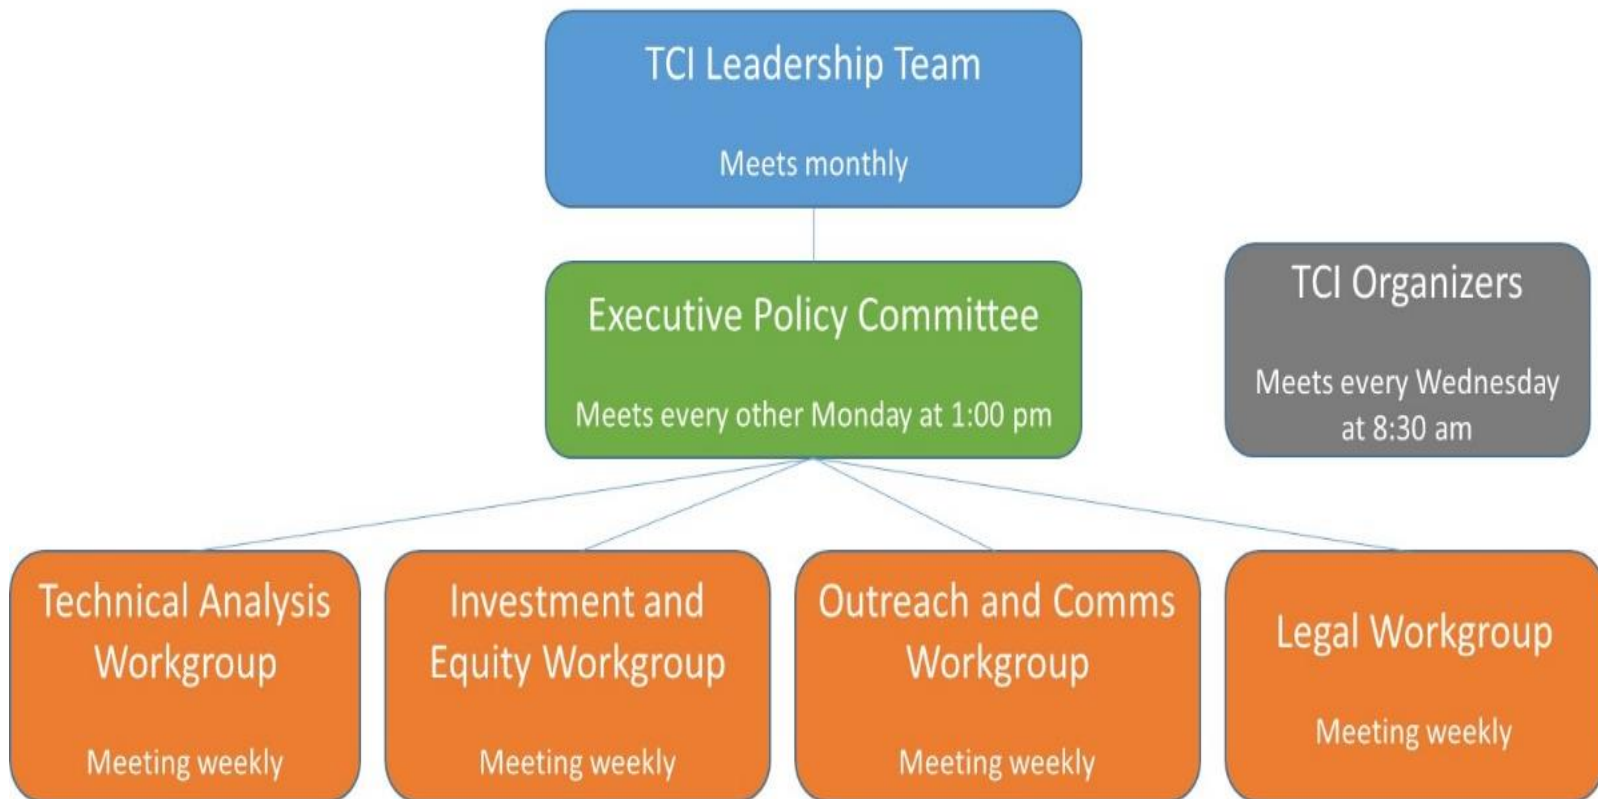 TCI Leadership Team
Meets monthly
Executive Policy Committee
Meets every other Monday at 1:00 pm
TCI Organizers
Meets every Wednesday
at 8:30 am
Technical Analysis
Workgroup
Meeting weekly
Investment and
Equity Workgroup
Meeting weekly
Outreach and Comms
Workgroup
Meeting weekly
Legal Workgroup
Meeting weekly